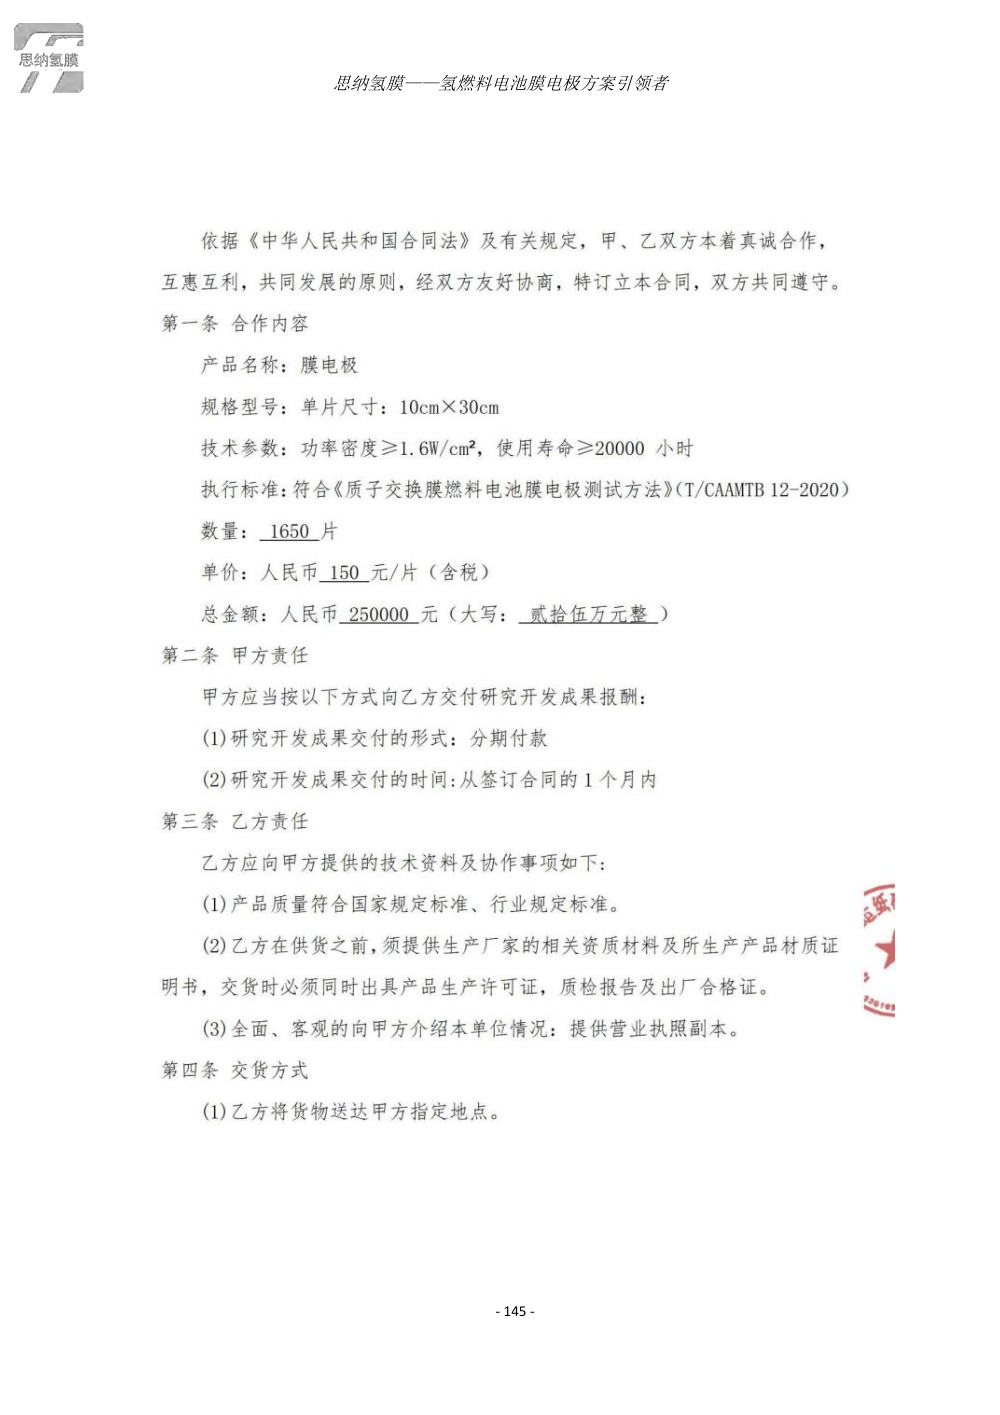 思纳氢膜
思纳氢膜——氢燃料电池膜电极方案引领者
依据《中华人民共和国合同法》及有关规定，甲、乙双方本着真诚合作，
互惠互利，共同发展的原则，经双方友好协商，特订立本合同，双方共同遵守。
第一条 合作内容
产品名称：膜电极
规格型号：单片尺寸：10cm×30cm
技术参数：功率密度≥1.6W/cm²，使用寿命≥20000 小时
执行标准：符合《质子交换膜燃料电池膜电极测试方法》（T/CAAMTB 12-2020）
数量： 1650 片
单价：人民币 150 元/片（含税）
总金额：人民币 250000 元（大写： 贰拾伍万元整 ）
第二条 甲方责任
甲方应当按以下方式向乙方交付研究开发成果报酬：
(1)研究开发成果交付的形式：分期付款
(2)研究开发成果交付的时间:从签订合同的 1 个月内
第三条 乙方责任
乙方应向甲方提供的技术资料及协作事项如下：
(1)产品质量符合国家规定标准、行业规定标准。
(2)乙方在供货之前,须提供生产厂家的相关资质材料及所生产产品材质证
明书，交货时必须同时出具产品生产许可证，质检报告及出厂合格证。
(3)全面、客观的向甲方介绍本单位情况：提供营业执照副本。
第四条 交货方式
(1)乙方将货物送达甲方指定地点。
- 145 -